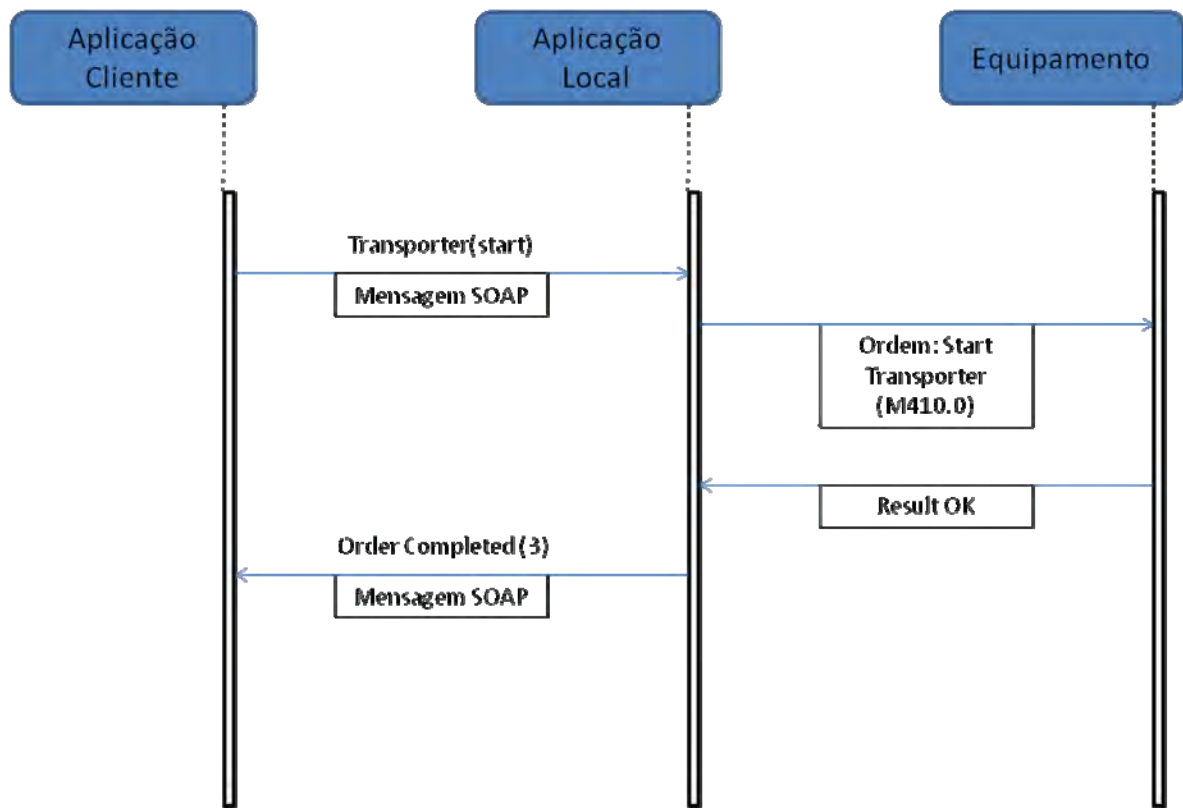 Aplicação
Cliente
Aplicação
Local
Equipamento
Transporter(start)
Mensagem SOAP
Ordem: Start
Transporter
(M410.0)
Result OK
Order Completed (3)
Mensagem SOAP